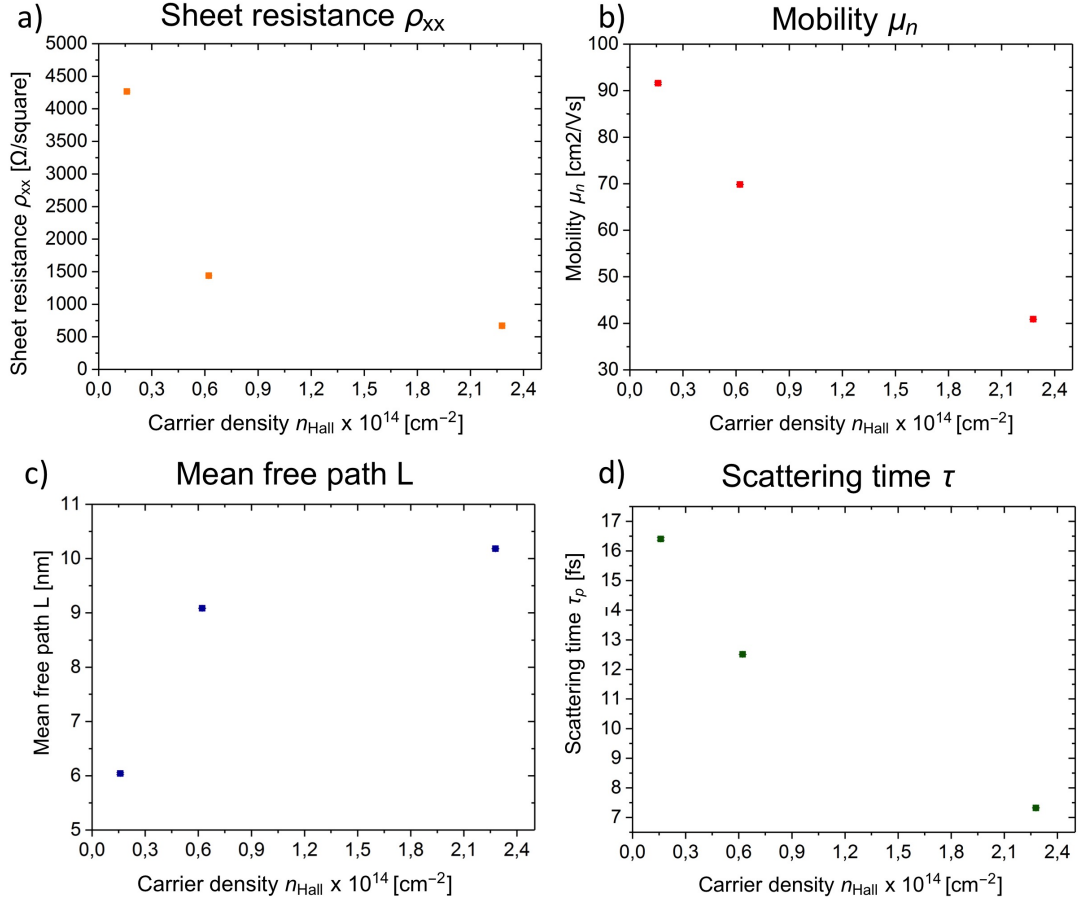 a)
Sheet resistance ρxx
5000
4500
4000
3500
3000
2500
2000
1500
1000
500
0
Sheet resistance ρxx [Ω/square]
0,0 0,3 0,6 0,9 1,2 1,5 1,8 2,1 2,4
Carrier density nHall x 10^14 [cm^−2]
b)
Mobility μn
100
90
80
70
60
50
40
30
Mobility μn [cm2/Vs]
0,0 0,3 0,6 0,9 1,2 1,5 1,8 2,1 2,4
Carrier density nHall x 10^14 [cm^−2]
c)
Mean free path L
11
10
9
8
7
6
5
Mean free path L [nm]
0,0 0,3 0,6 0,9 1,2 1,5 1,8 2,1 2,4
Carrier density nHall x 10^14 [cm^−2]
d)
Scattering time τ
17
16
15
14
13
12
11
10
9
8
7
Scattering time τp [fs]
0,0 0,3 0,6 0,9 1,2 1,5 1,8 2,1 2,4
Carrier density nHall x 10^14 [cm^−2]